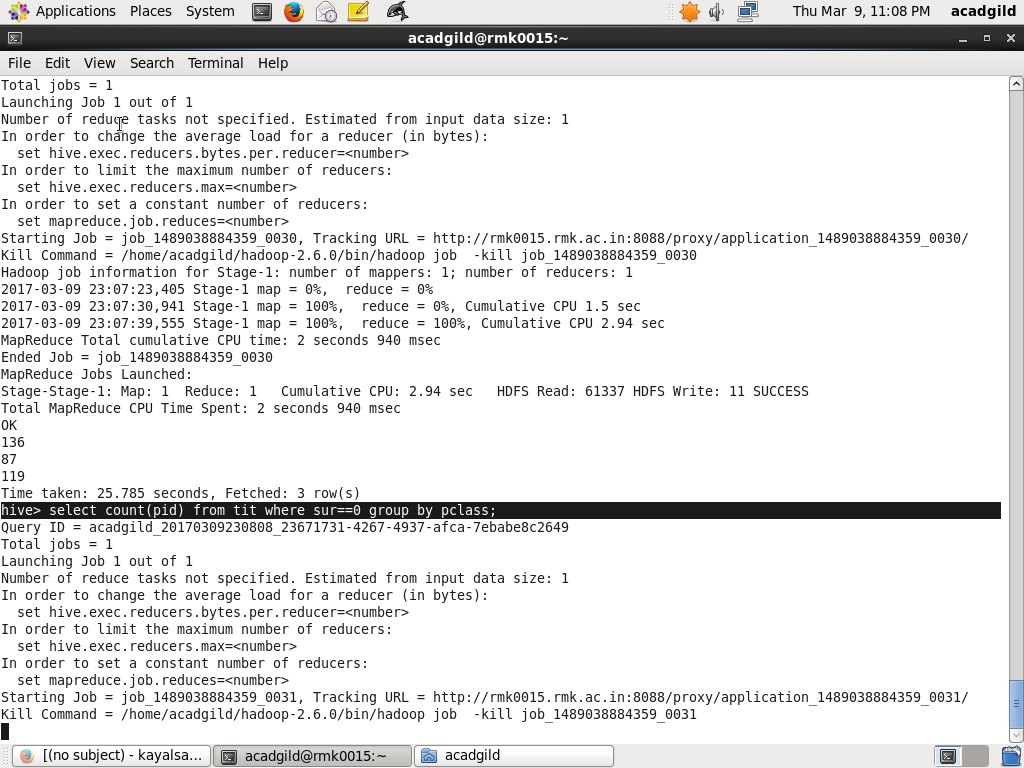 Applications Places System Thu Mar 9, 11:08 PM acadgild
acadgild@rmk0015:~
File Edit View Search Terminal Help
Total jobs = 1
Launching Job 1 out of 1
Number of reduce tasks not specified. Estimated from input data size: 1
In order to change the average load for a reducer (in bytes):
  set hive.exec.reducers.bytes.per.reducer=<number>
In order to limit the maximum number of reducers:
  set hive.exec.reducers.max=<number>
In order to set a constant number of reducers:
  set mapreduce.job.reduces=<number>
Starting Job = job_1489038884359_0030, Tracking URL = http://rmk0015.rmk.ac.in:8088/proxy/application_1489038884359_0030/
Kill Command = /home/acadgild/hadoop-2.6.0/bin/hadoop job  -kill job_1489038884359_0030
Hadoop job information for Stage-1: number of mappers: 1; number of reducers: 1
2017-03-09 23:07:23,405 Stage-1 map = 0%,  reduce = 0%
2017-03-09 23:07:30,941 Stage-1 map = 100%,  reduce = 0%, Cumulative CPU 1.5 sec
2017-03-09 23:07:39,555 Stage-1 map = 100%,  reduce = 100%, Cumulative CPU 2.94 sec
MapReduce Total cumulative CPU time: 2 seconds 940 msec
Ended Job = job_1489038884359_0030
MapReduce Jobs Launched:
Stage-Stage-1: Map: 1  Reduce: 1   Cumulative CPU: 2.94 sec   HDFS Read: 61337 HDFS Write: 11 SUCCESS
Total MapReduce CPU Time Spent: 2 seconds 940 msec
OK
136
87
119
Time taken: 25.785 seconds, Fetched: 3 row(s)
hive> select count(pid) from tit where sur==0 group by pclass;
Query ID = acadgild_20170309230808_23671731-4267-4937-afca-7ebabe8c2649
Total jobs = 1
Launching Job 1 out of 1
Number of reduce tasks not specified. Estimated from input data size: 1
In order to change the average load for a reducer (in bytes):
  set hive.exec.reducers.bytes.per.reducer=<number>
In order to limit the maximum number of reducers:
  set hive.exec.reducers.max=<number>
In order to set a constant number of reducers:
  set mapreduce.job.reduces=<number>
Starting Job = job_1489038884359_0031, Tracking URL = http://rmk0015.rmk.ac.in:8088/proxy/application_1489038884359_0031/
Kill Command = /home/acadgild/hadoop-2.6.0/bin/hadoop job  -kill job_1489038884359_0031
[(no subject) - kayalsa... acadgild@rmk0015:~ acadgild